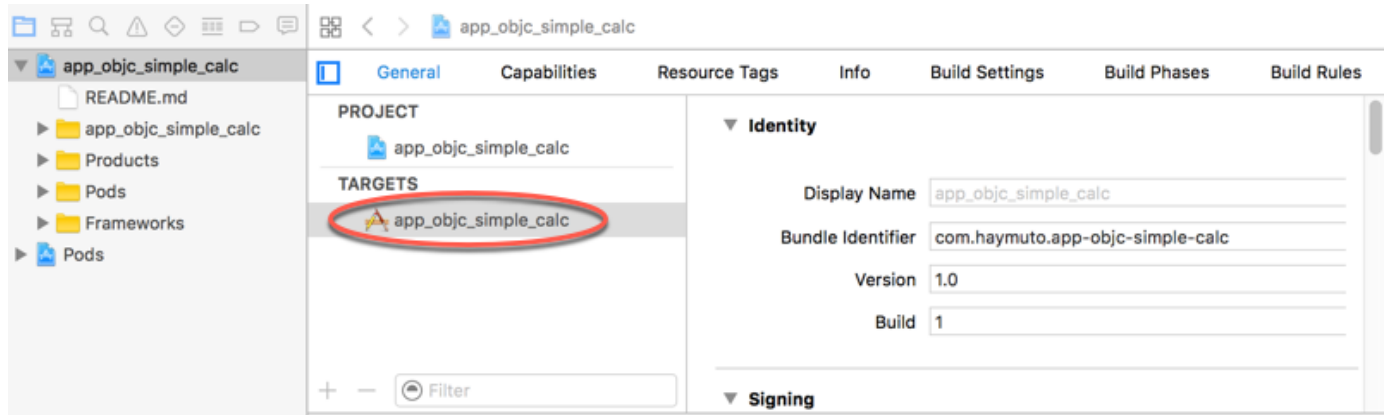 app_objc_simple_calc
app_objc_simple_calc
README.md
app_objc_simple_calc
Products
Pods
Frameworks
Pods
General Capabilities Resource Tags Info Build Settings Build Phases Build Rules
PROJECT
app_objc_simple_calc
TARGETS
app_objc_simple_calc
Filter
Identity
Display Name app_objc_simple_calc
Bundle Identifier com.haymuto.app-objc-simple-calc
Version 1.0
Build 1
Signing